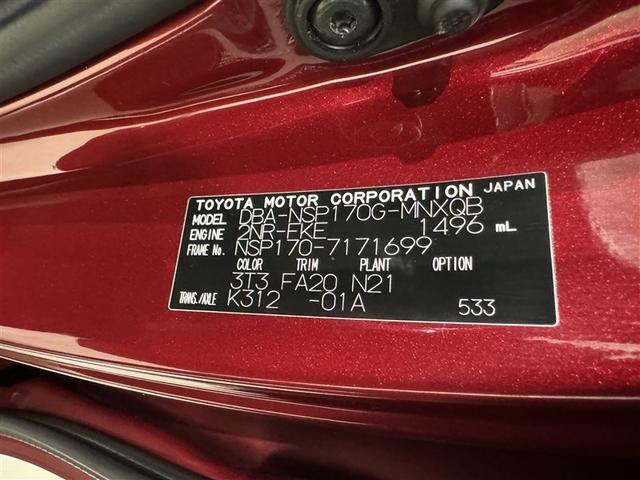 TOYOTA MOTOR CORPORATION JAPAN
MODEL DBA-NSP170G-MNXQB
ENGINE 2NR-FKE 1496 mL
FRAME No. NSP170-7171699
COLOR TRIM PLANT OPTION
3T3 FA20 N21
TRANS./AXLE K312 -01A 533